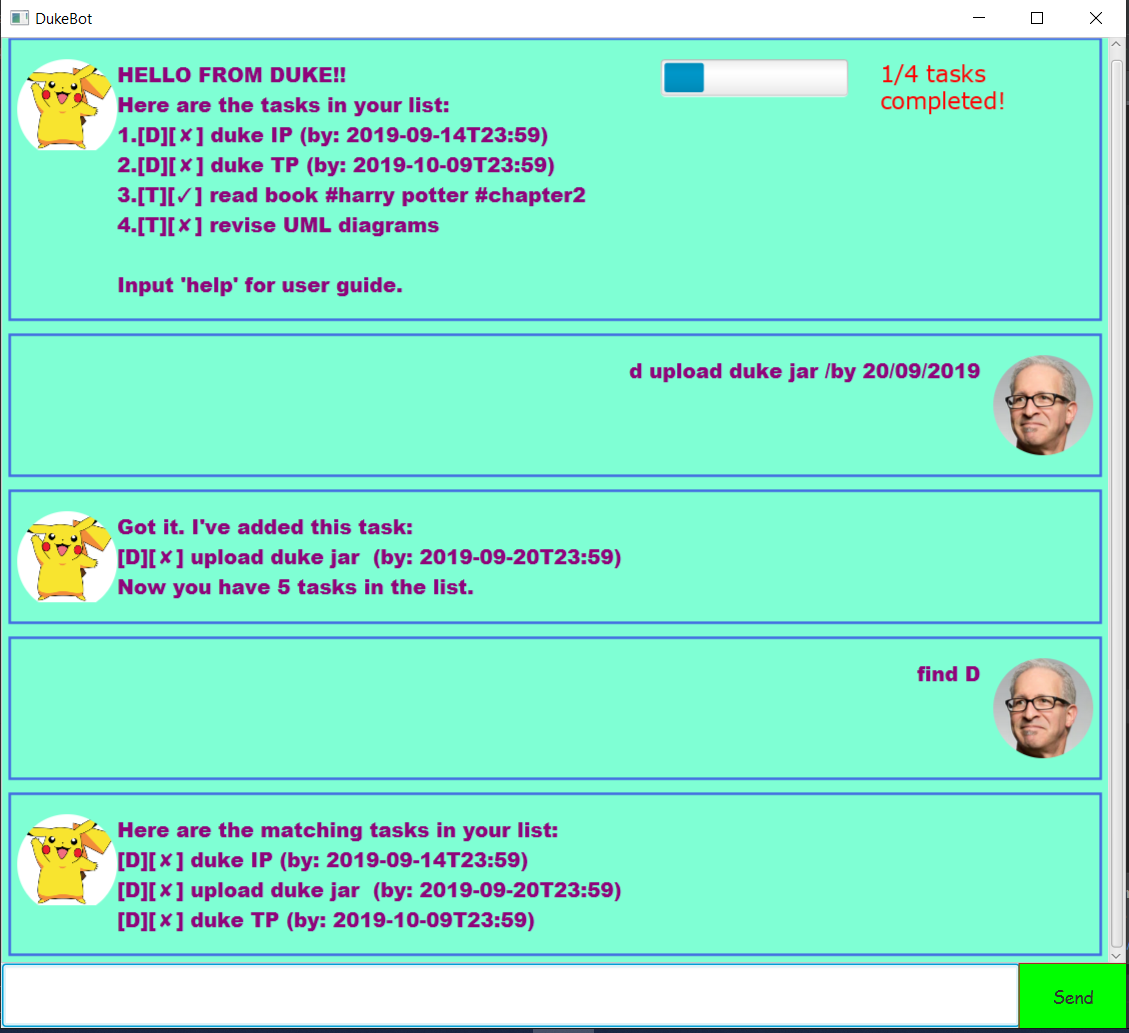 DukeBot
HELLO FROM DUKE!!
Here are the tasks in your list:
1.[D][✘] duke IP (by: 2019-09-14T23:59)
2.[D][✘] duke TP (by: 2019-10-09T23:59)
3.[T][✓] read book #harry potter #chapter2
4.[T][✘] revise UML diagrams
Input 'help' for user guide.
1/4 tasks
completed!
d upload duke jar /by 20/09/2019
Got it. I've added this task:
[D][✘] upload duke jar  (by: 2019-09-20T23:59)
Now you have 5 tasks in the list.
find D
Here are the matching tasks in your list:
[D][✘] duke IP (by: 2019-09-14T23:59)
[D][✘] upload duke jar  (by: 2019-09-20T23:59)
[D][✘] duke TP (by: 2019-10-09T23:59)
Send